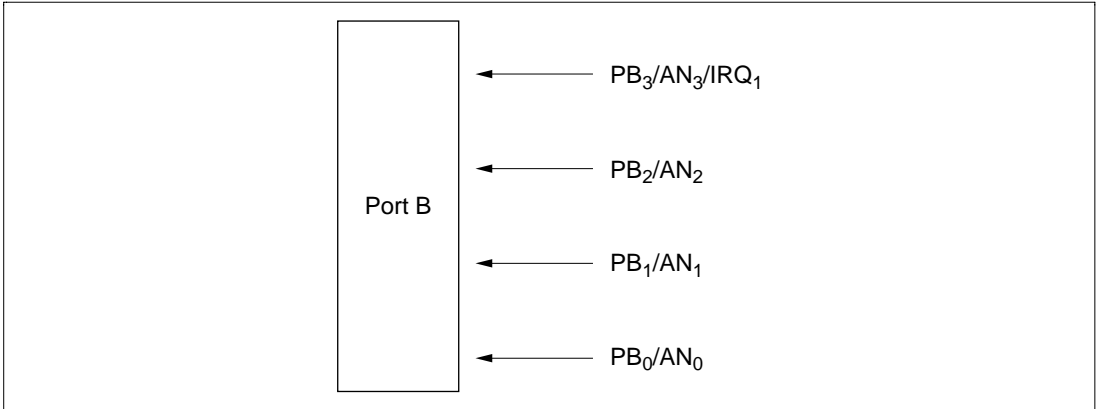 PB₃/AN₃/IRQ₁
PB₂/AN₂
Port B
PB₁/AN₁
PB₀/AN₀